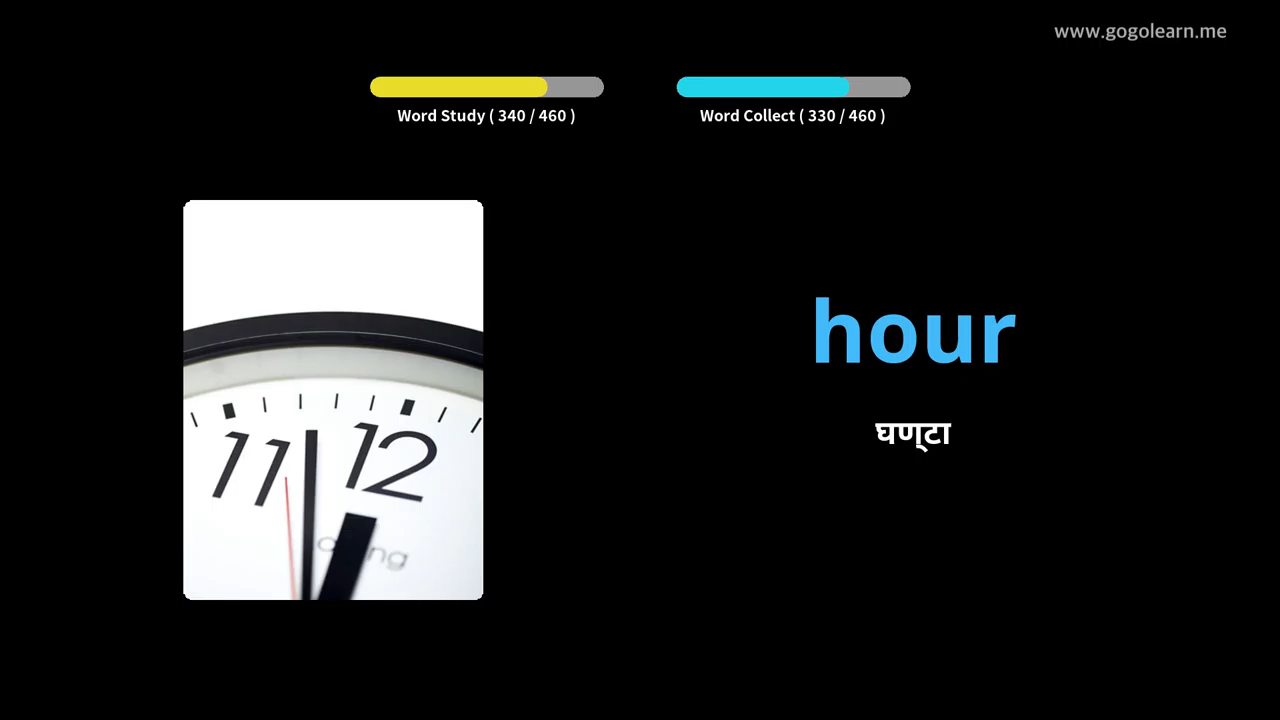 www.gogolearn.me
Word Study ( 340 / 460 )
Word Collect ( 330 / 460 )
11 12
hour
घण्‌टा